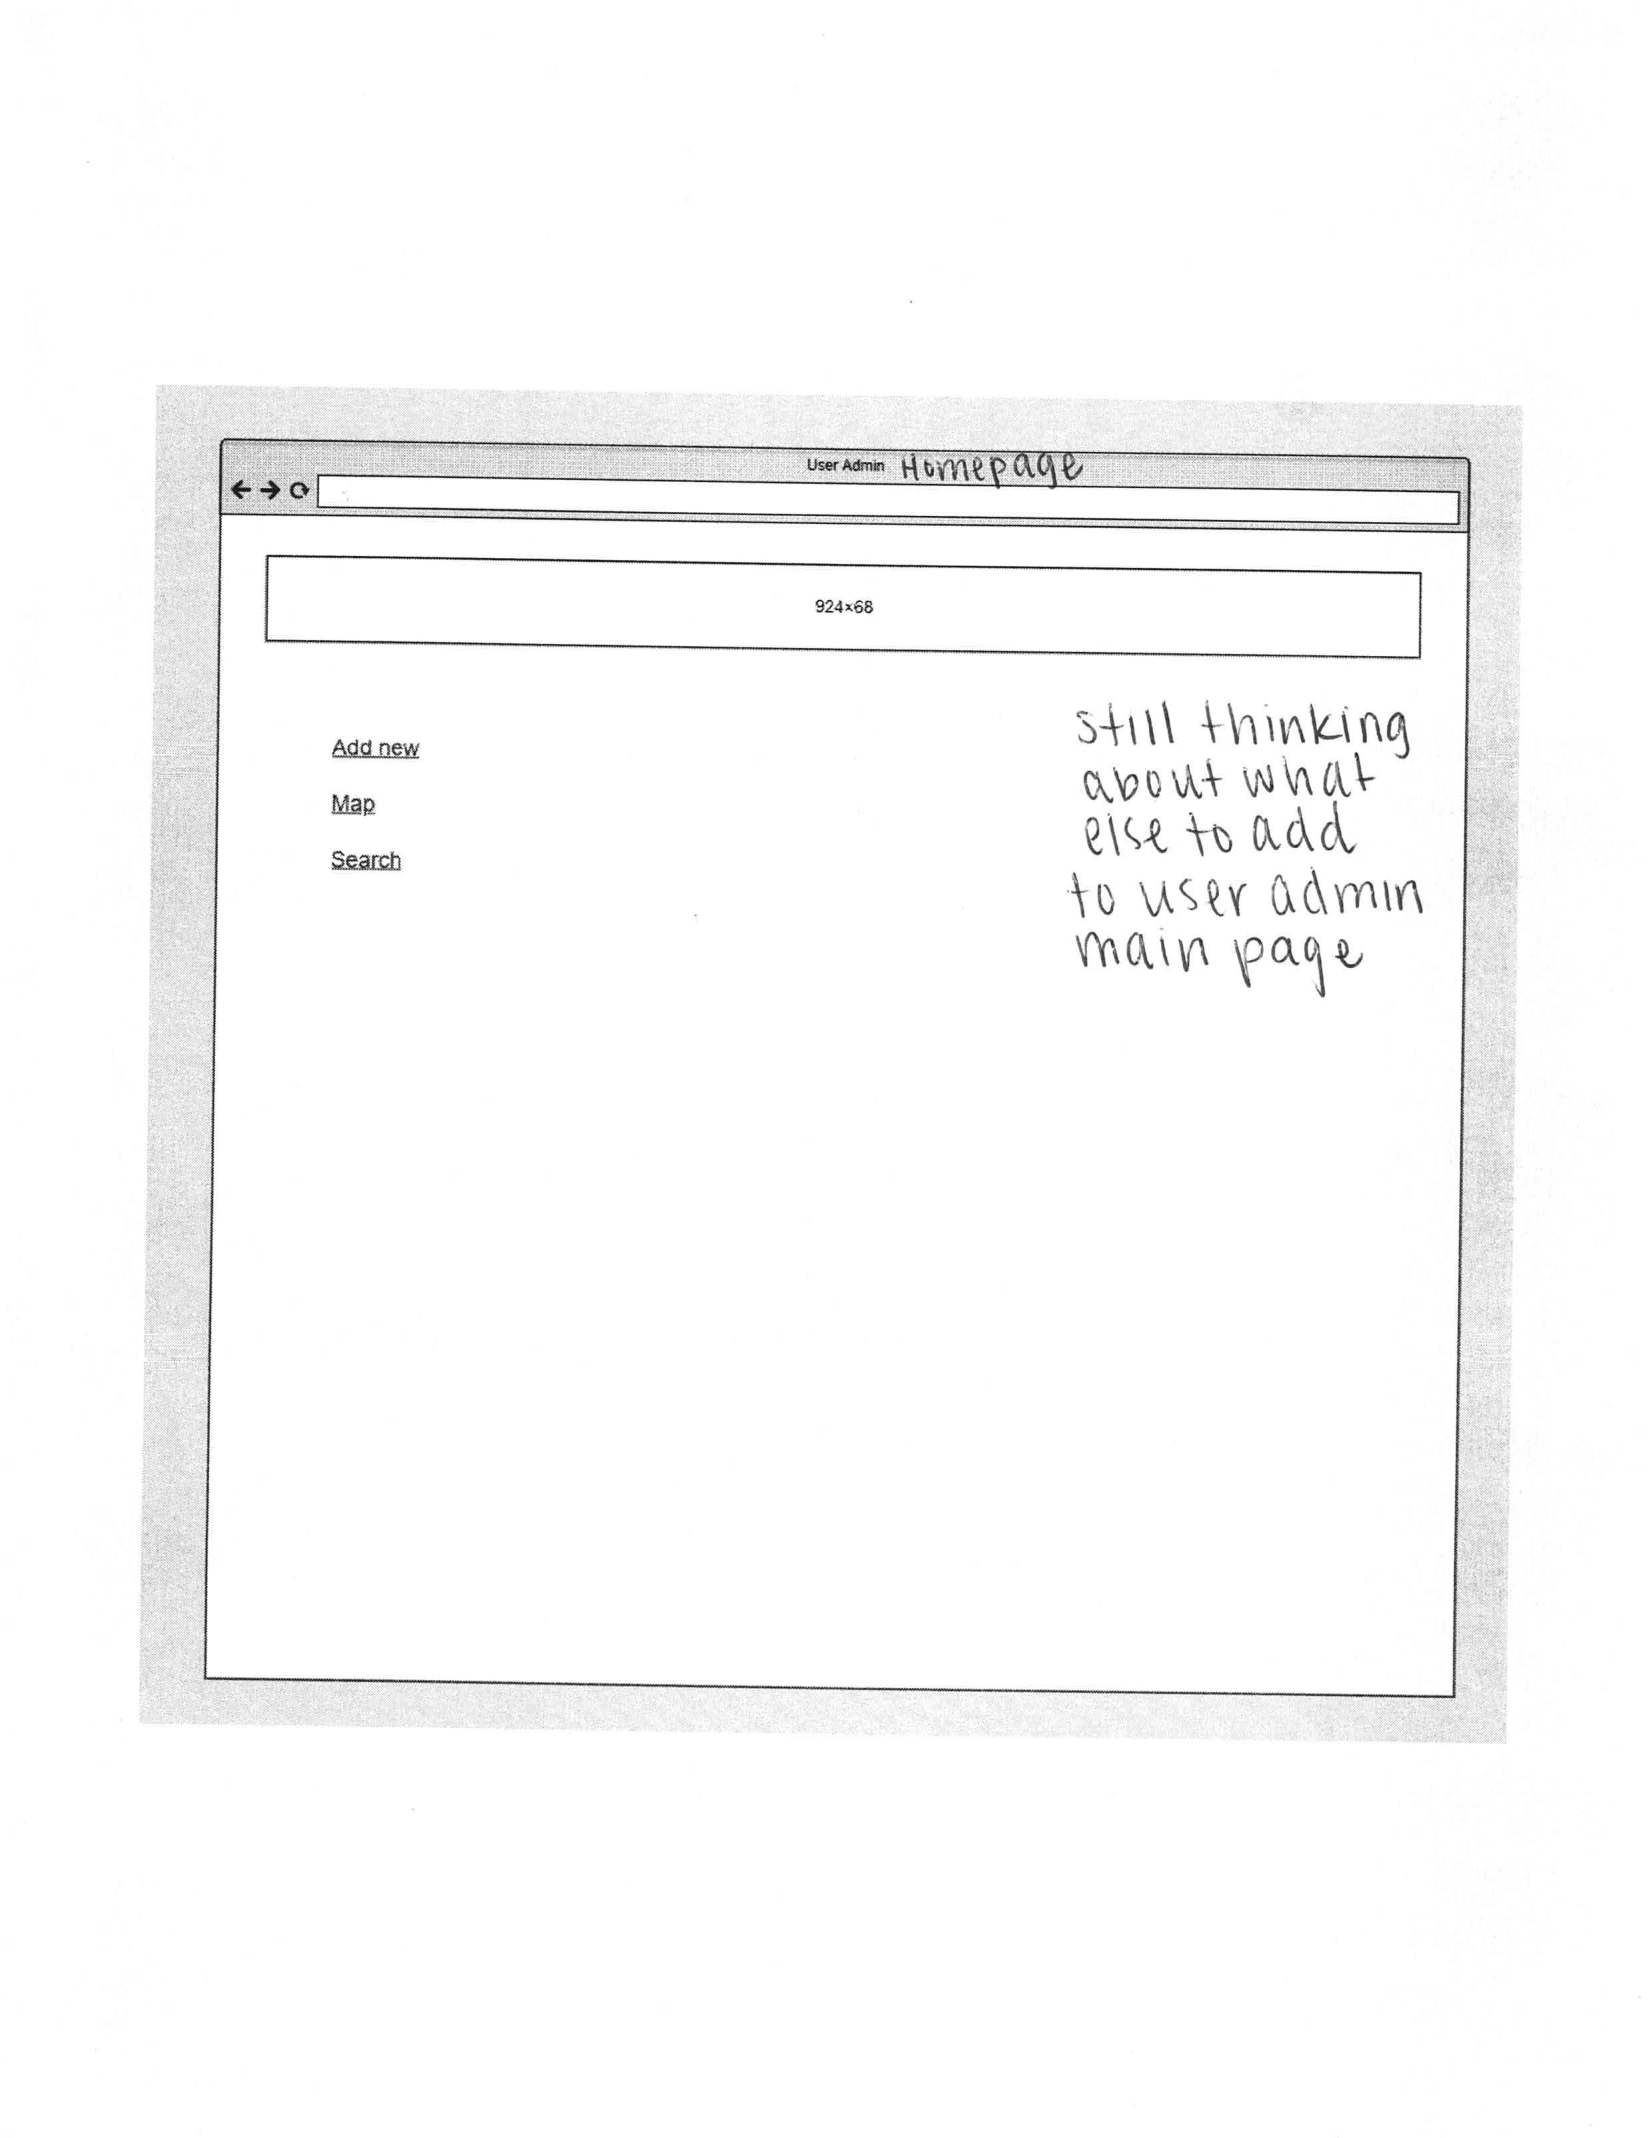 User Admin Homepage
924×68
Add new
Map
Search
still thinking
about what
else to add
to user admin
main page